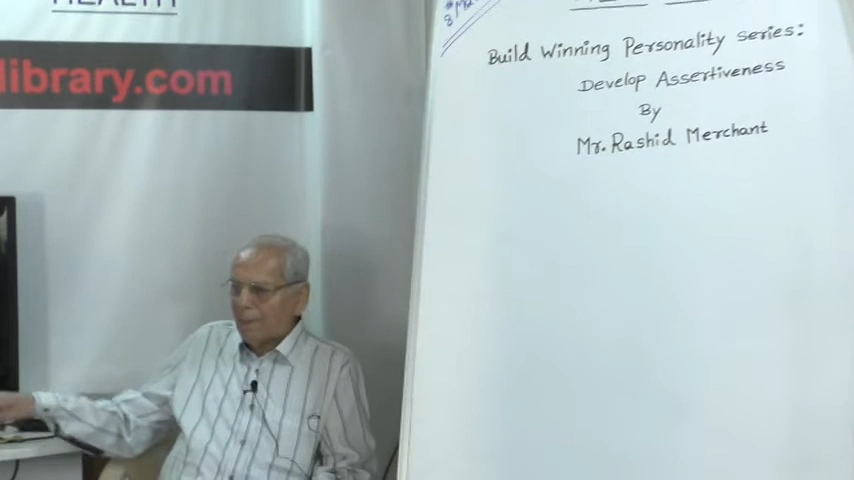 HEALTH
library.com
Build Winning Personality Series:
Develop Assertiveness
By
Mr. Rashid Merchant